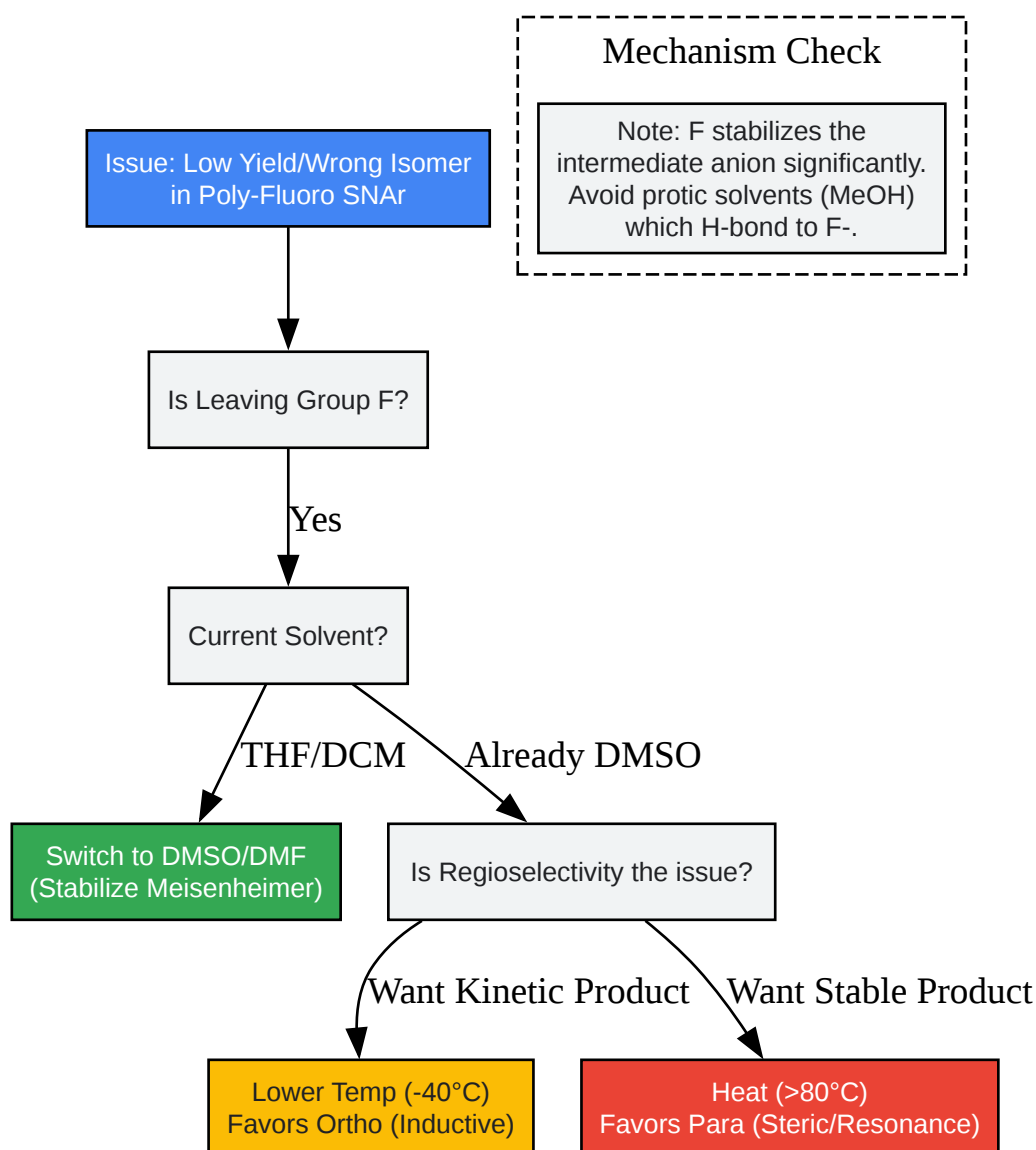 Mechanism Check
Note: F stabilizes the
intermediate anion significantly.
Avoid protic solvents (MeOH)
which H-bond to F-.
Issue: Low Yield/Wrong Isomer
in Poly-Fluoro SNAr
Is Leaving Group F?
Yes
Current Solvent?
THF/DCM
Already DMSO
Switch to DMSO/DMF
(Stabilize Meisenheimer)
Is Regioselectivity the issue?
Want Kinetic Product
Want Stable Product
Lower Temp (-40°C)
Favors Ortho (Inductive)
Heat (>80°C)
Favors Para (Steric/Resonance)